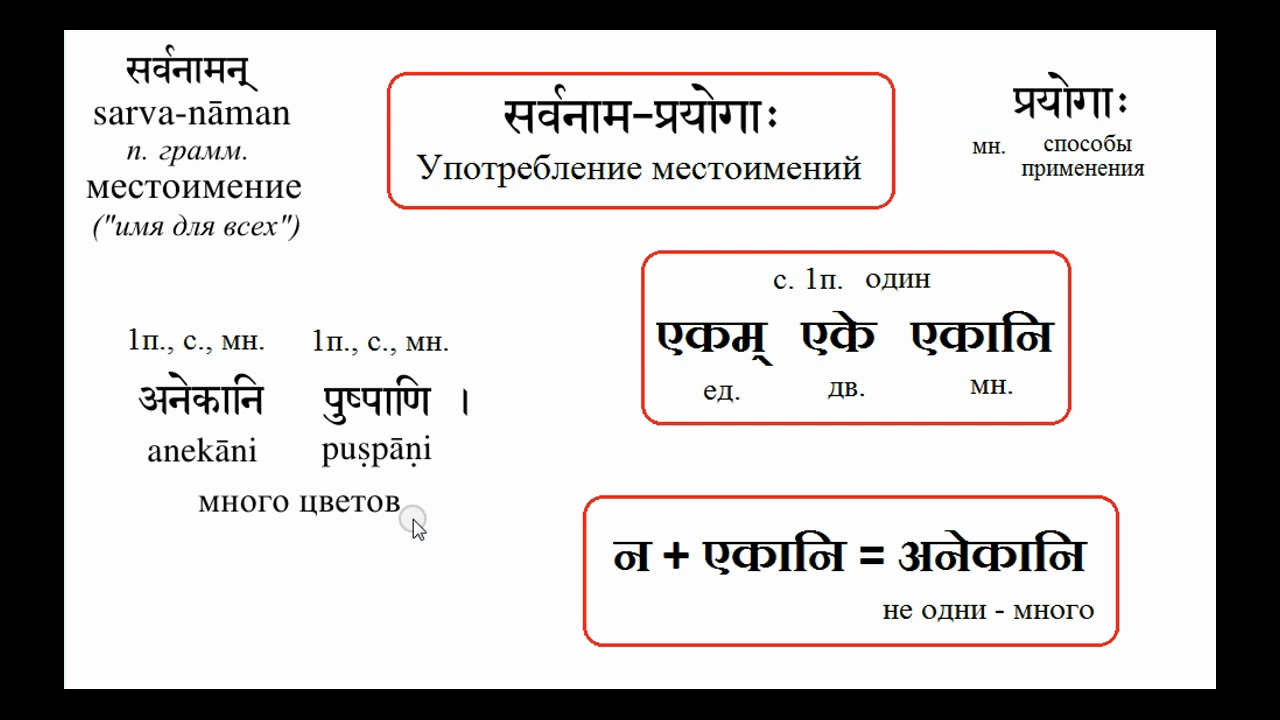 सर्वनामन्
sarva-nāman
п. грамм.
местоимение
("имя для всех")
सर्वनाम-प्रयोगाः
Употребление местоимений
प्रयोगाः
мн. способы
применения
с. 1п. один
एकम् एके एकानि
ед. дв. мн.
1п., с., мн. 1п., с., мн.
अनेकानि पुष्पाणि ।
anekāni puṣpāṇi
много цветов
न + एकानि = अनेकानि
не одни - много